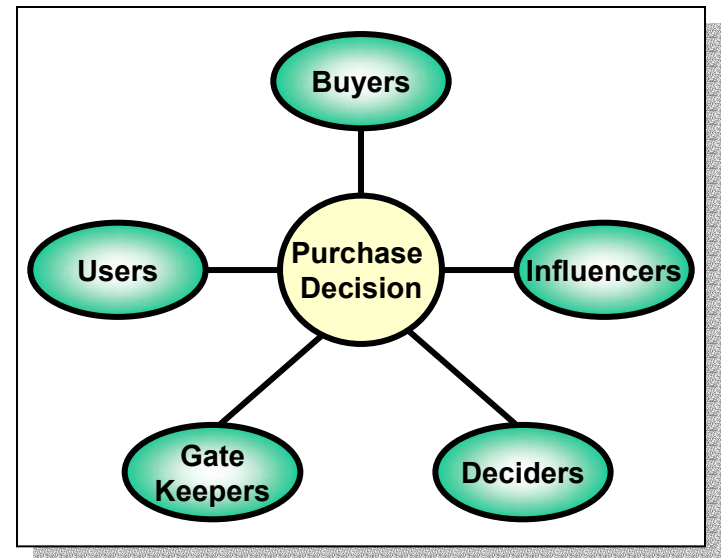 Buyers
Users
Purchase
Decision
Influencers
Gate
Keepers
Deciders